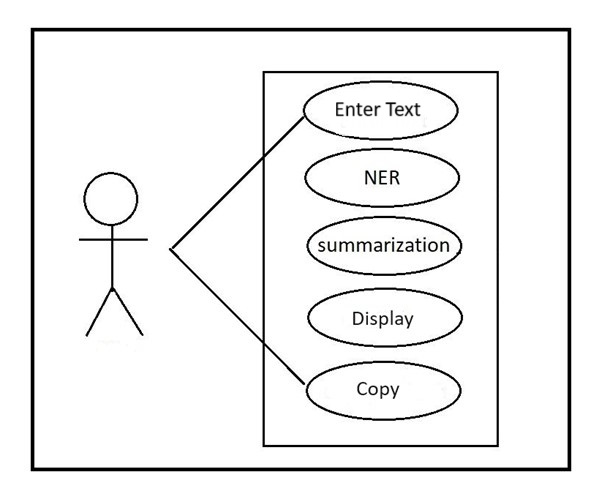 Enter Text
NER
summarization
Display
Copy